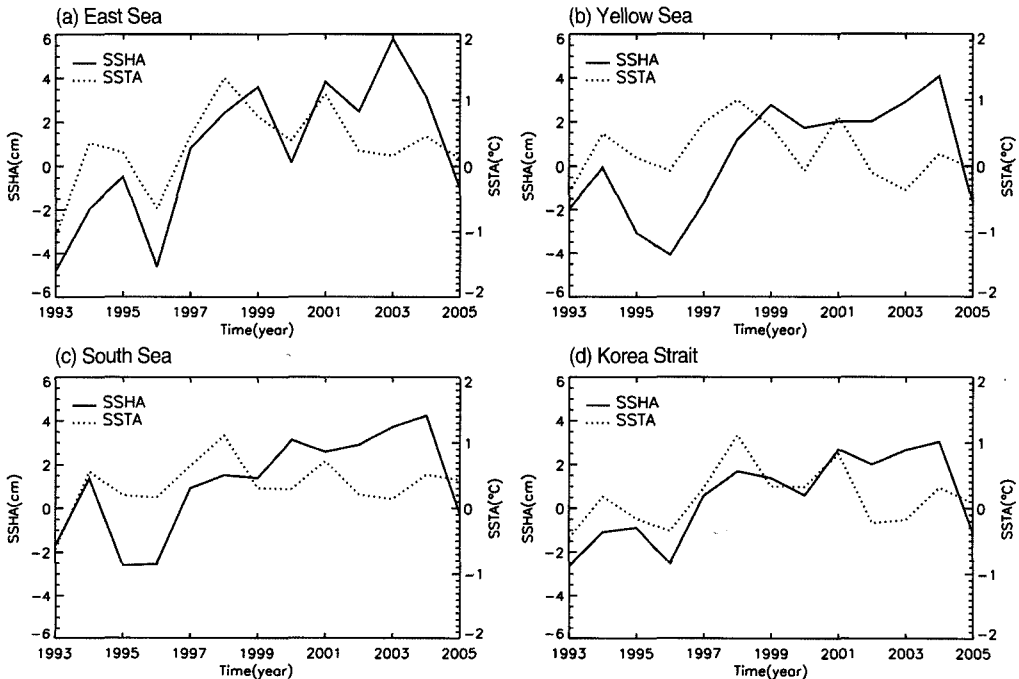 (a) East Sea
SSHA
SSTA
6
4
2
0
−2
−4
−6
SSHA(cm)
2
1
0
−1
−2
SSTA(°C)
1993 1995 1997 1999 2001 2003 2005
Time(year)
(b) Yellow Sea
SSHA
SSTA
6
4
2
0
−2
−4
−6
SSHA(cm)
2
1
0
−1
−2
SSTA(°C)
1993 1995 1997 1999 2001 2003 2005
Time(year)
(c) South Sea
SSHA
SSTA
6
4
2
0
−2
−4
−6
SSHA(cm)
2
1
0
−1
−2
SSTA(°C)
1993 1995 1997 1999 2001 2003 2005
Time(year)
(d) Korea Strait
SSHA
SSTA
6
4
2
0
−2
−4
−6
SSHA(cm)
2
1
0
−1
−2
SSTA(°C)
1993 1995 1997 1999 2001 2003 2005
Time(year)